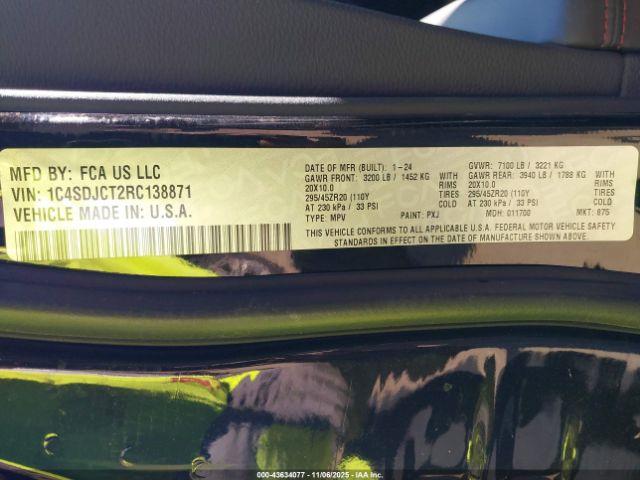 MFD BY: FCA US LLC
VIN: 1C4SDJCT2RC138871
VEHICLE MADE IN U.S.A.
DATE OF MFR (BUILT): 1-24 GVWR: 7100 LB / 3221 KG
GAWR FRONT: 3200 LB / 1452 KG WITH GAWR REAR: 3940 LB / 1788 KG WITH
20X10.0 RIMS 20X10.0 RIMS
295/45ZR20 (110Y TIRES 295/45ZR20 (110Y TIRES
AT 230 kPa / 33 PSI COLD AT 230 kPa / 33 PSI COLD
TYPE: MPV PAINT: PXJ MDH: 011700 MKT: 875
THIS VEHICLE CONFORMS TO ALL APPLICABLE U.S.A. FEDERAL MOTOR VEHICLE SAFETY
STANDARDS IN EFFECT ON THE DATE OF MANUFACTURE SHOWN ABOVE.
000-43634077 - 11/06/2025 - IAAI.com